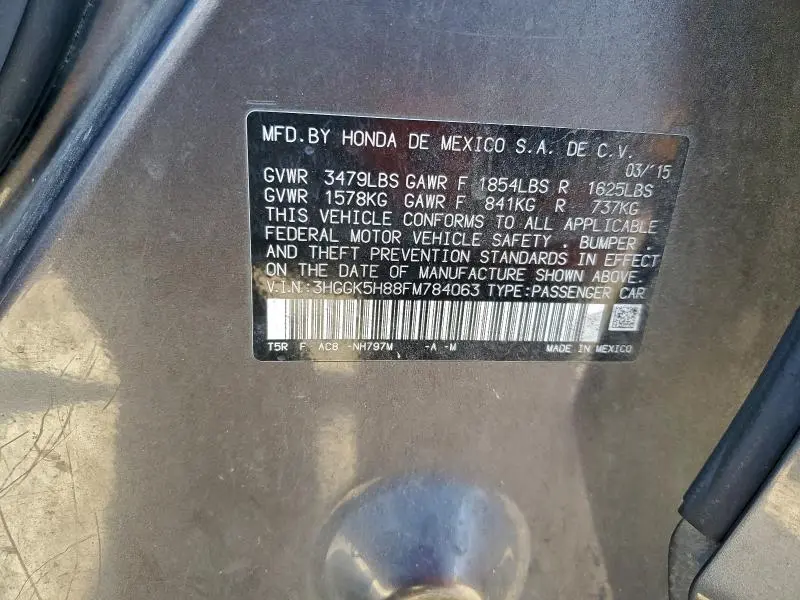 MFD.BY HONDA DE MEXICO S.A. DE C.V.
03/'15
GVWR 3479LBS GAWR F 1854LBS R 1625LBS
GVWR 1578KG GAWR F 841KG R 737KG
THIS VEHICLE CONFORMS TO ALL APPLICABLE
FEDERAL MOTOR VEHICLE SAFETY , BUMPER ,
AND THEFT PREVENTION STANDARDS IN EFFECT
ON THE DATE OF MANUFACTURE SHOWN ABOVE.
V.I.N.:3HGGK5H88FM784063 TYPE:PASSENGER CAR
T5R F AC8 -NH797M -A -M MADE IN MEXICO